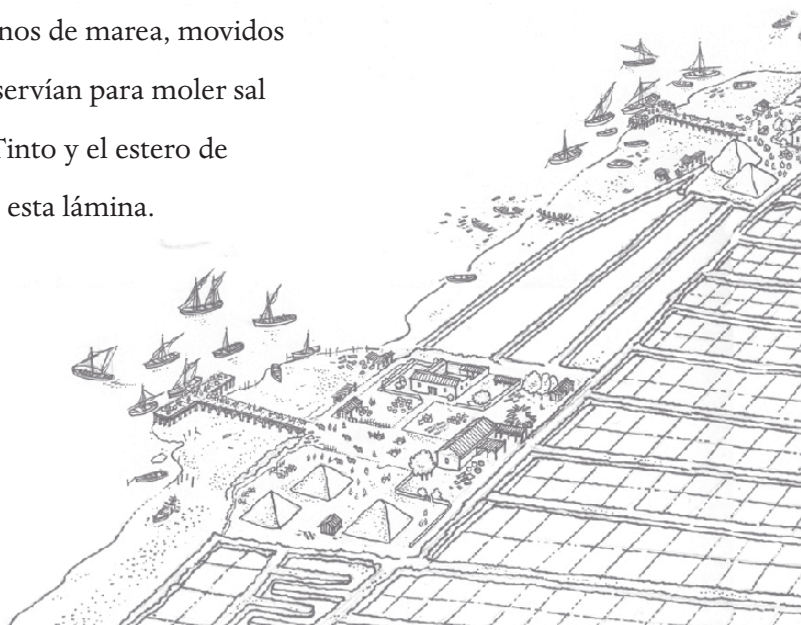 nos de marea, movidos
servían para moler sal
Tinto y el estero de
esta lámina.